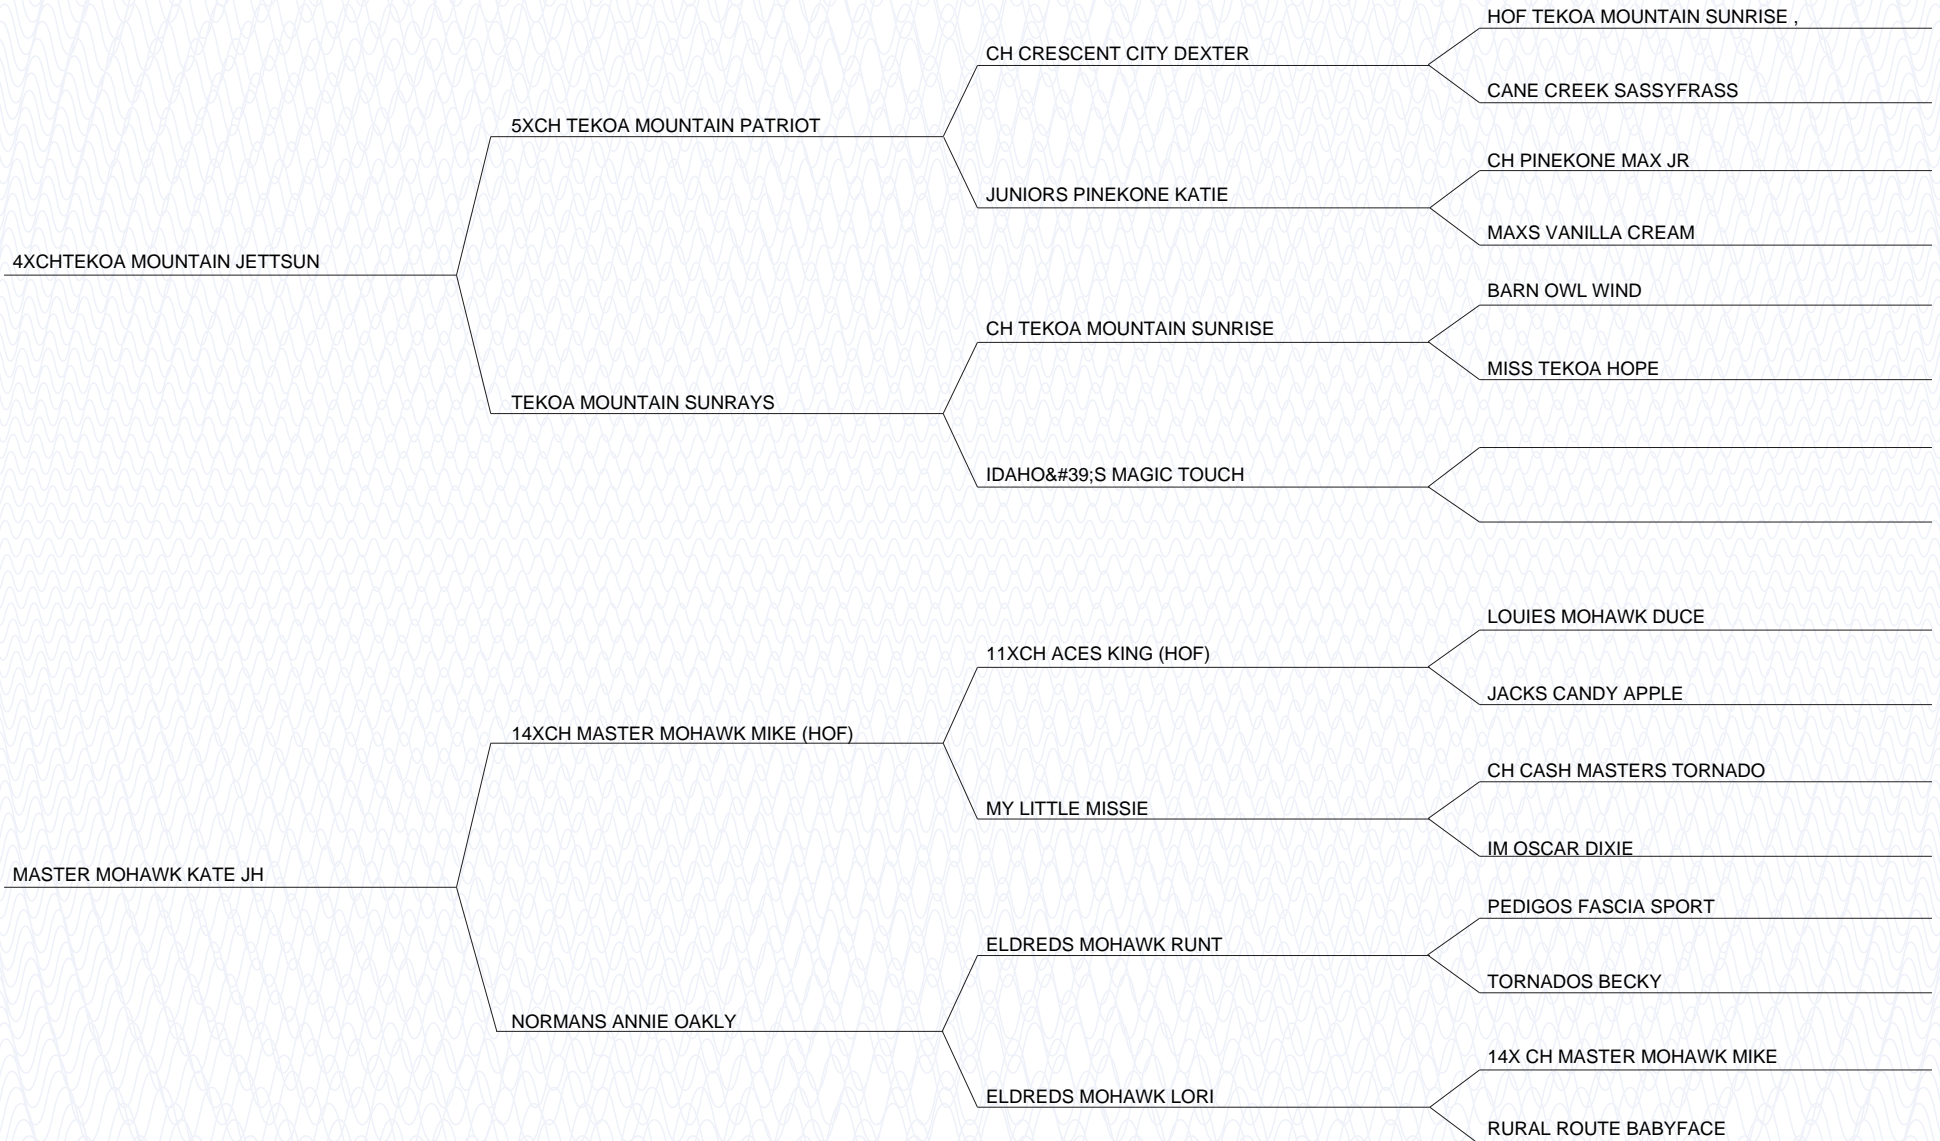 HOF TEKOA MOUNTAIN SUNRISE ,
CH CRESCENT CITY DEXTER
CANE CREEK SASSYFRASS
5XCH TEKOA MOUNTAIN PATRIOT
CH PINEKONE MAX JR
JUNIORS PINEKONE KATIE
MAXS VANILLA CREAM
4XCHTEKOA MOUNTAIN JETTSUN
BARN OWL WIND
CH TEKOA MOUNTAIN SUNRISE
MISS TEKOA HOPE
TEKOA MOUNTAIN SUNRAYS
IDAHO&#39;S MAGIC TOUCH
LOUIES MOHAWK DUCE
11XCH ACES KING (HOF)
JACKS CANDY APPLE
14XCH MASTER MOHAWK MIKE (HOF)
CH CASH MASTERS TORNADO
MY LITTLE MISSIE
IM OSCAR DIXIE
MASTER MOHAWK KATE JH
PEDIGOS FASCIA SPORT
ELDREDS MOHAWK RUNT
TORNADOS BECKY
NORMANS ANNIE OAKLY
14X CH MASTER MOHAWK MIKE
ELDREDS MOHAWK LORI
RURAL ROUTE BABYFACE